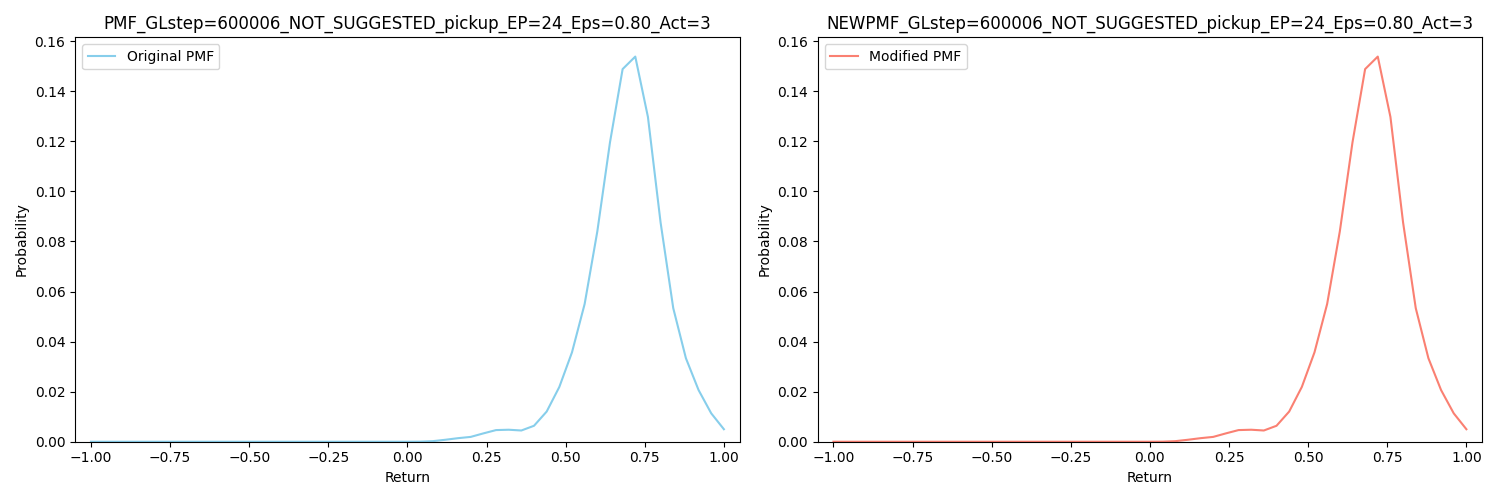 PMF_GLstep=600006_NOT_SUGGESTED_pickup_EP=24_Eps=0.80_Act=3
Original PMF
0.16
0.14
0.12
0.10
0.08
0.06
0.04
0.02
0.00
Probability
−1.00 −0.75 −0.50 −0.25 0.00 0.25 0.50 0.75 1.00
Return
NEWPMF_GLstep=600006_NOT_SUGGESTED_pickup_EP=24_Eps=0.80_Act=3
Modified PMF
0.16
0.14
0.12
0.10
0.08
0.06
0.04
0.02
0.00
Probability
−1.00 −0.75 −0.50 −0.25 0.00 0.25 0.50 0.75 1.00
Return